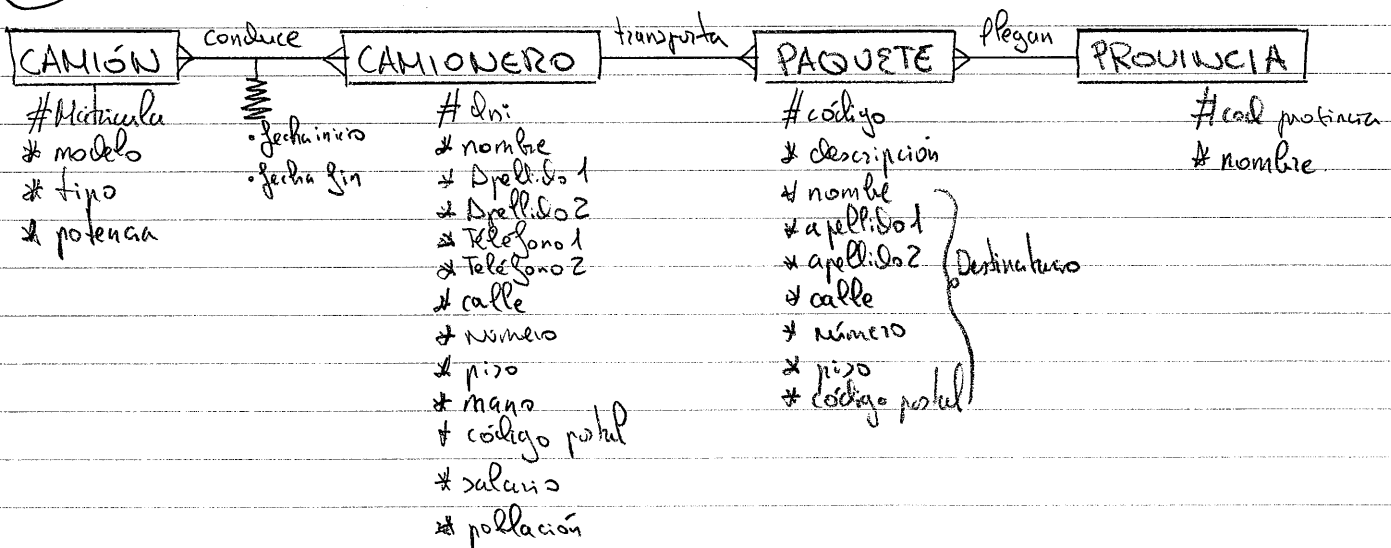 conduce transporta llegan
CAMIÓN CAMIONERO PAQUETE PROVINCIA
#Matrícula
* modelo
* tipo
* potencia
• fecha inicio
• fecha fin
# dni
* nombre
* Apellido 1
* Apellido 2
* Teléfono 1
* Teléfono 2
* calle
* número
* piso
* mano
* código postal
* salario
* población
# código
* descripción
* nombre
* apellido 1
* apellido 2
* calle
* número
* piso
* código postal
Destinatario
# cod provincia
* nombre